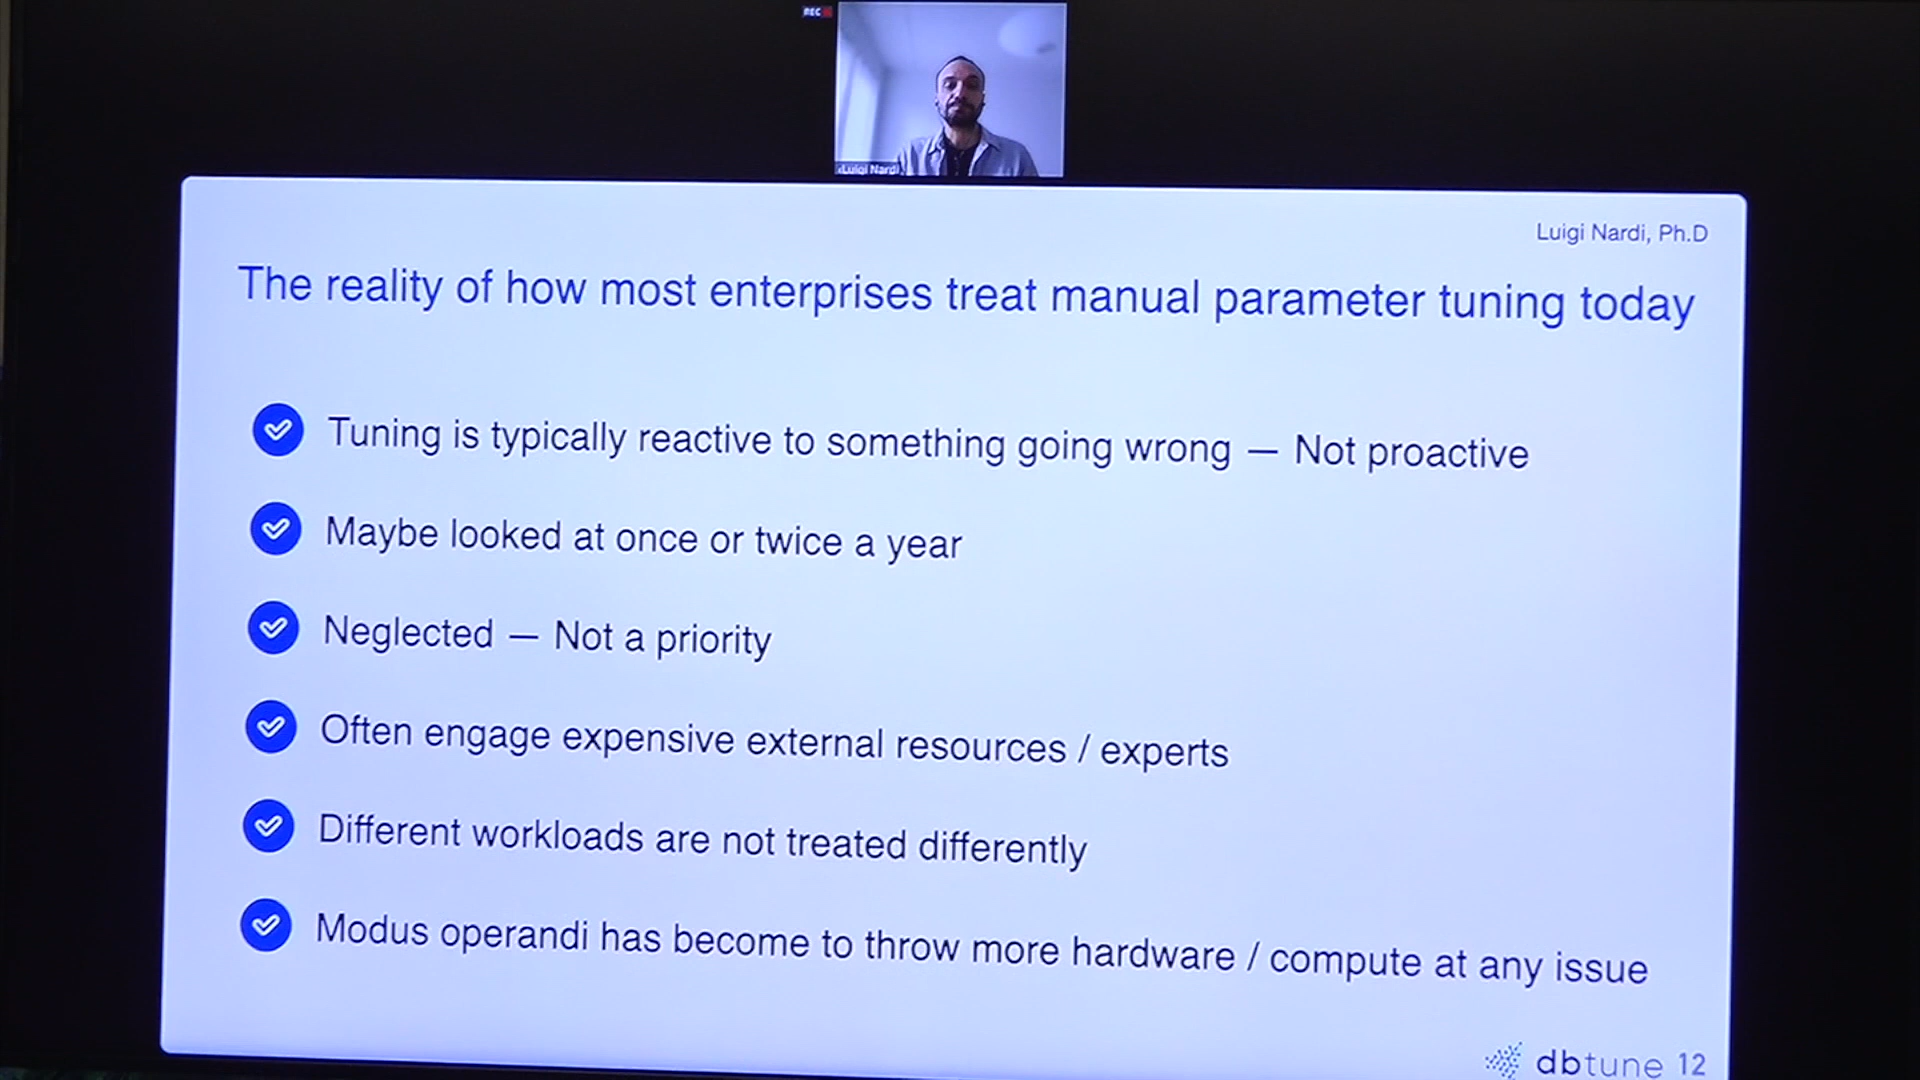 REC
Luigi Nardi
Luigi Nardi, Ph.D
The reality of how most enterprises treat manual parameter tuning today
Tuning is typically reactive to something going wrong — Not proactive
Maybe looked at once or twice a year
Neglected — Not a priority
Often engage expensive external resources / experts
Different workloads are not treated differently
Modus operandi has become to throw more hardware / compute at any issue
dbtune 12